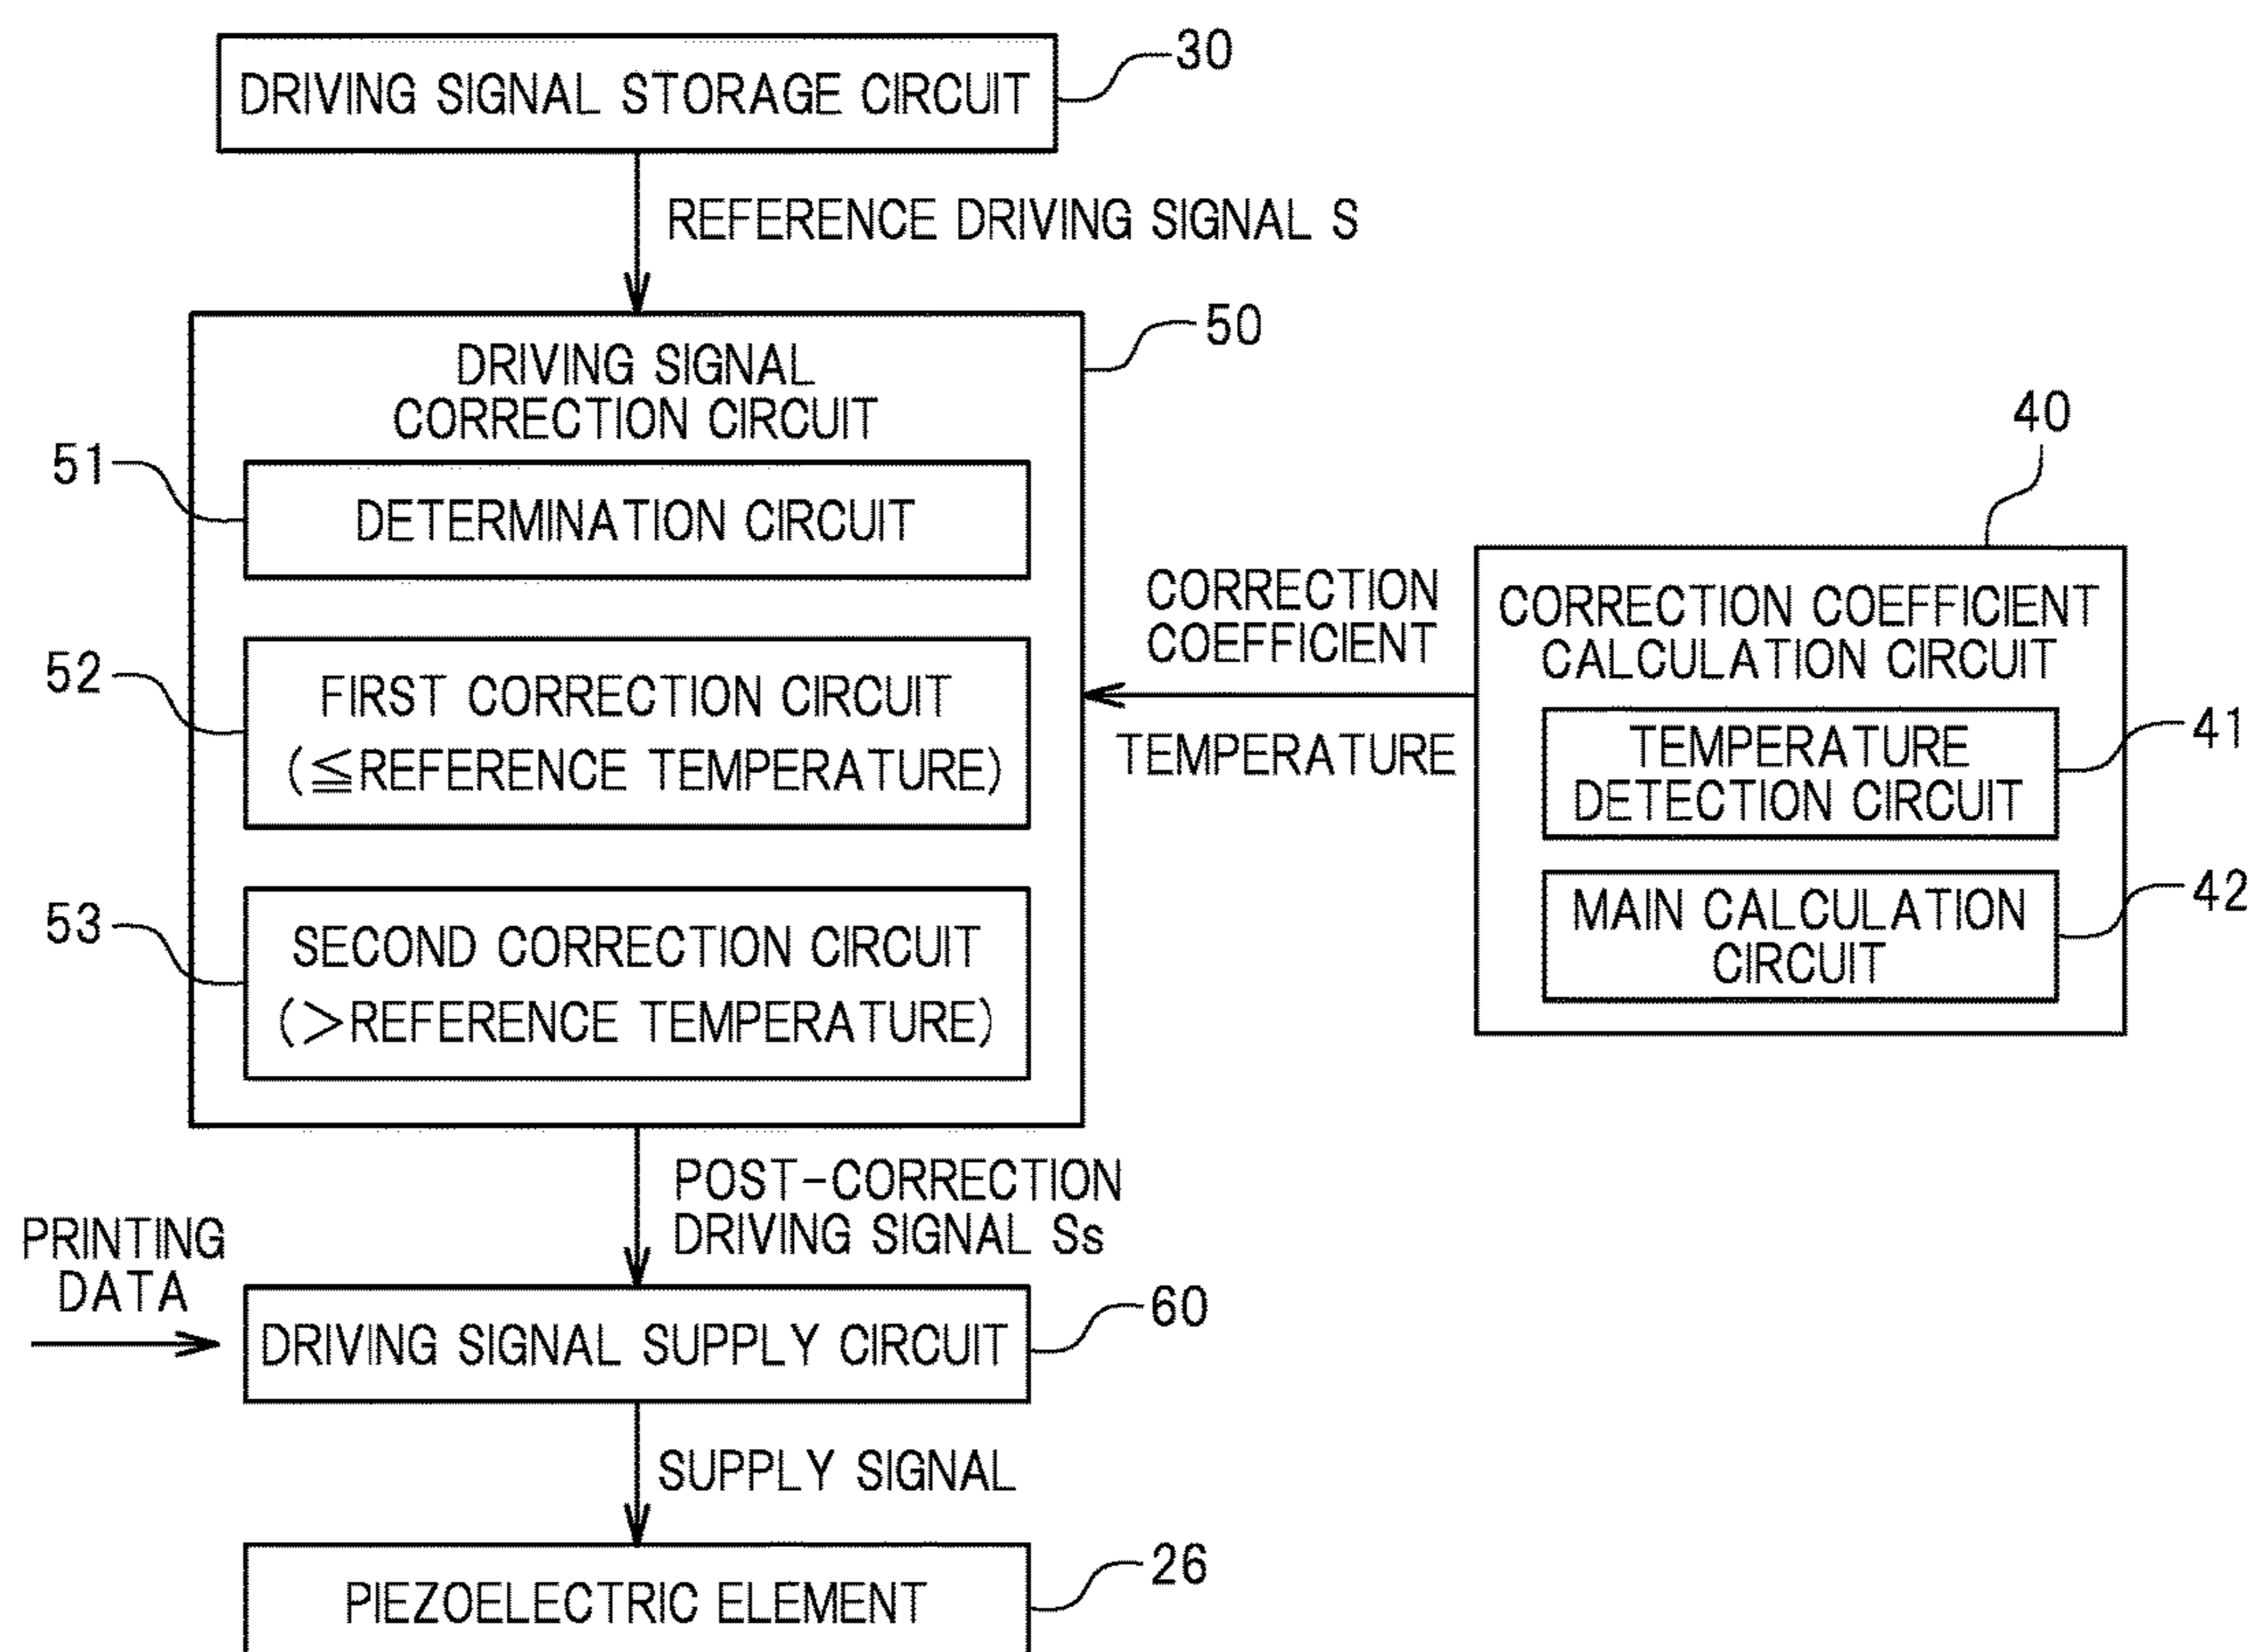 DRIVING SIGNAL STORAGE CIRCUIT
30
REFERENCE DRIVING SIGNAL S
50
DRIVING SIGNAL
CORRECTION CIRCUIT
51
DETERMINATION CIRCUIT
52
FIRST CORRECTION CIRCUIT
(≦REFERENCE TEMPERATURE)
53
SECOND CORRECTION CIRCUIT
(>REFERENCE TEMPERATURE)
CORRECTION
COEFFICIENT
TEMPERATURE
40
CORRECTION COEFFICIENT
CALCULATION CIRCUIT
TEMPERATURE
DETECTION CIRCUIT
41
MAIN CALCULATION
CIRCUIT
42
POST-CORRECTION
DRIVING SIGNAL Ss
PRINTING
DATA
DRIVING SIGNAL SUPPLY CIRCUIT
60
SUPPLY SIGNAL
PIEZOELECTRIC ELEMENT
26